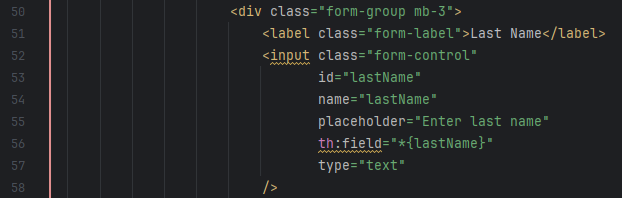 50 <div class="form-group mb-3">
51 <label class="form-label">Last Name</label>
52 <input class="form-control"
53 id="lastName"
54 name="lastName"
55 placeholder="Enter last name"
56 th:field="*{lastName}"
57 type="text"
58 />